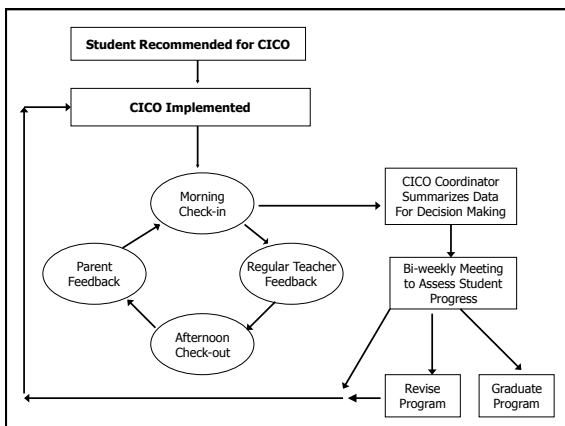 Student Recommended for CICO
CICO Implemented
Morning
Check-in
CICO Coordinator
Summarizes Data
For Decision Making
Parent
Feedback
Regular Teacher
Feedback
Bi-weekly Meeting
to Assess Student
Progress
Afternoon
Check-out
Revise
Program
Graduate
Program